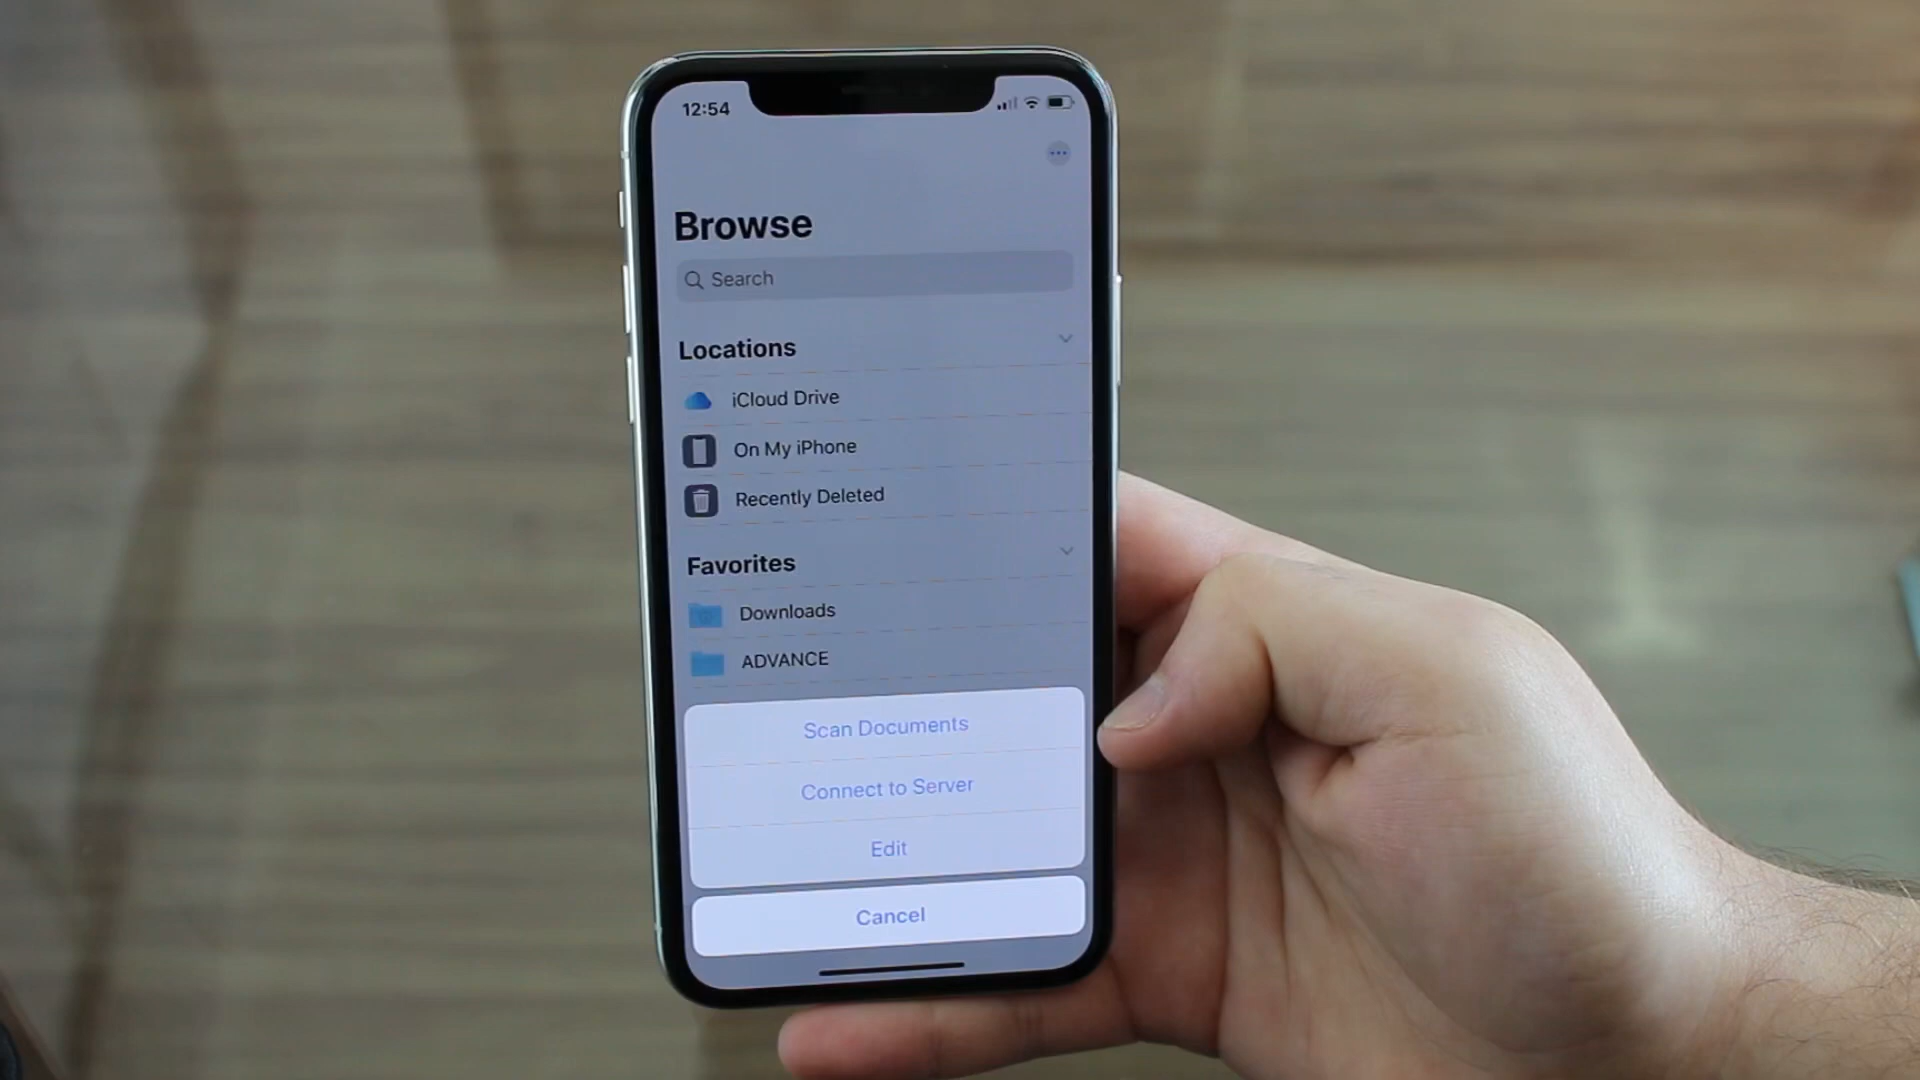 12:54
Browse
Search
Locations
iCloud Drive
On My iPhone
Recently Deleted
Favorites
Downloads
ADVANCE
Scan Documents
Connect to Server
Edit
Cancel